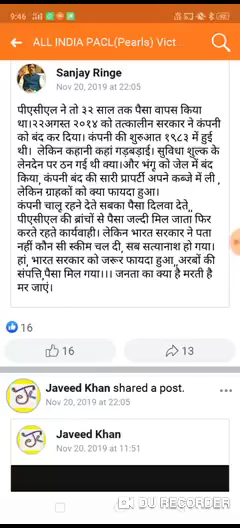 9:46
ALL INDIA PACL(Pearls) Vict
Sanjay Ringe
Nov 20, 2019 at 22:05
पीएसीएल ने तो ३२ साल तक पैसा वापस किया
था।२२अगस्त २०१४ को तत्कालीन सरकार ने कंपनी
को बंद कर दिया। कंपनी की शुरुआत १९८३ में हुई
थी। लेकिन कहानी कहां गड़बड़ाई। सुविधा शुल्क के
लेनदेन पर ठन गई थी क्या।और भंगु को जेल में बंद
किया, कंपनी बंद की सारी प्रापर्टी अपने कब्जे में ली ,
लेकिन ग्राहकों को क्या फायदा हुआ।
कंपनी चालू रहने देते सबका पैसा दिलवा देते,,
पीएसीएल की ब्रांचों से पैसा जल्दी मिल जाता फिर
करते रहते कार्यवाही। लेकिन भारत सरकार ने पता
नहीं कौन सी स्कीम चल दी, सब सत्यानाश हो गया।
हां, भारत सरकार को जरूर फायदा हुआ,,अरबों की
संपत्ति,पैसा मिल गया।।। जनता का क्या है मरती है
मर जाएं।
16
16 13
Javeed Khan shared a post.
Nov 20, 2019 at 22:05
Javeed Khan
Nov 20, 2019 at 11:51
DU RECORDER